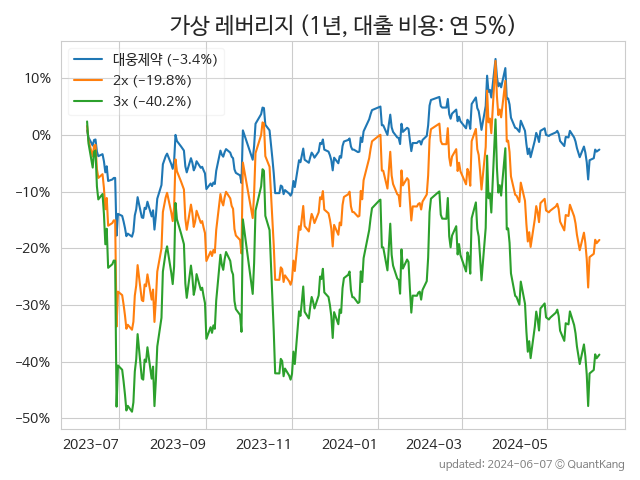 가상 레버리지 (1년, 대출 비용: 연 5%)
대웅제약 (−3.4%)
2x (−19.8%)
3x (−40.2%)
10%
0%
−10%
−20%
−30%
−40%
−50%
2023-07 2023-09 2023-11 2024-01 2024-03 2024-05
updated: 2024-06-07 © QuantKang